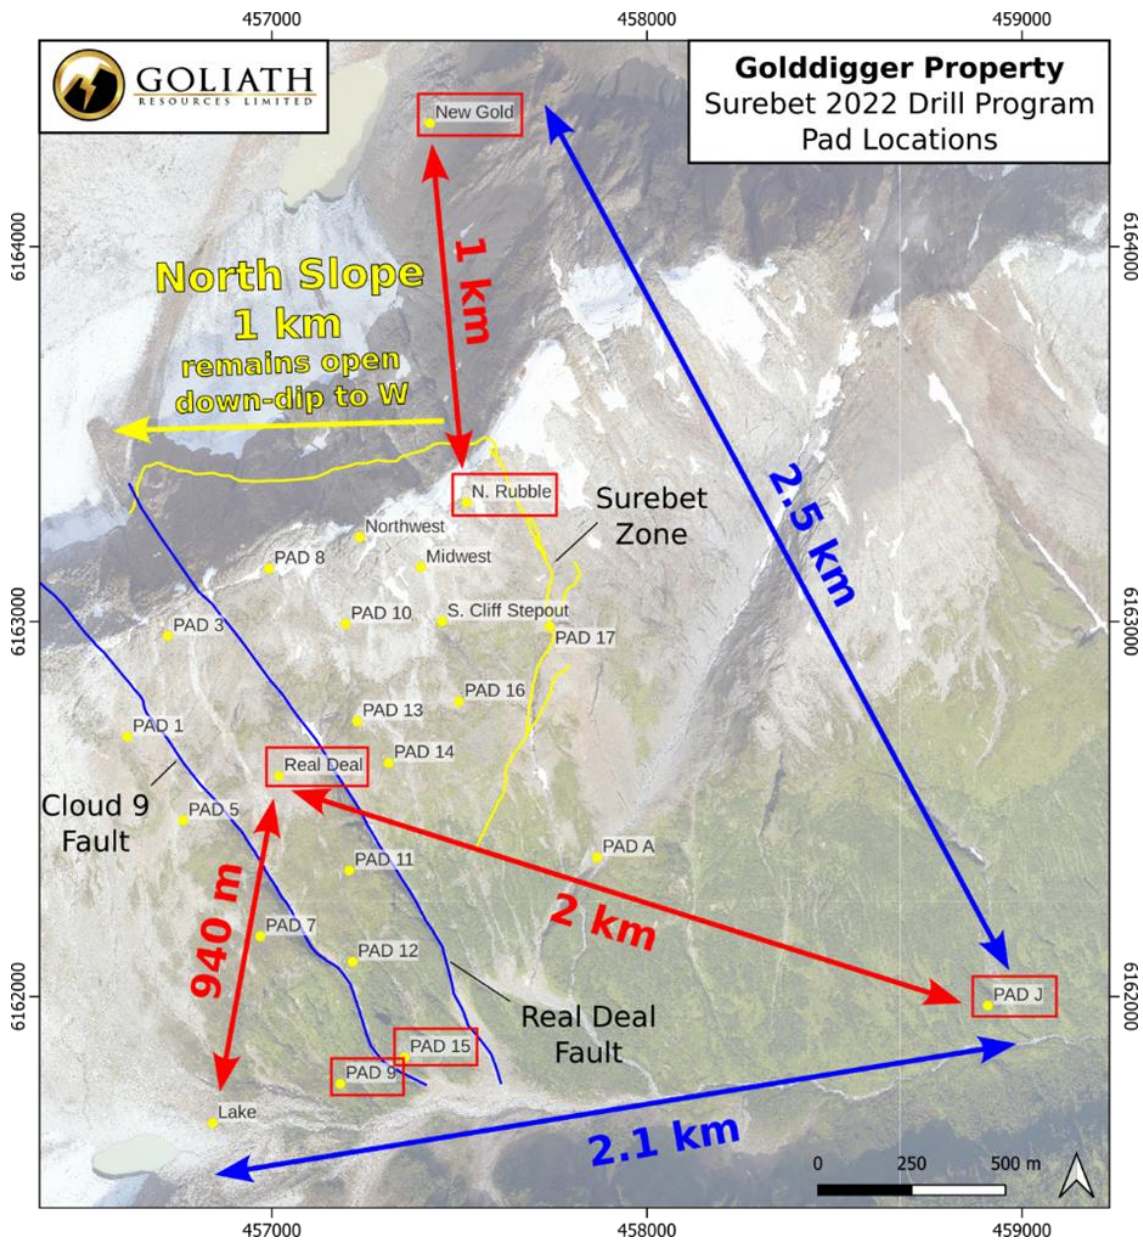 457000
458000
459000
GOLIATH
RESOURCES LIMITED
Golddigger Property
Surebet 2022 Drill Program
Pad Locations
New Gold
6164000
6164000
1 km
North Slope
1 km
remains open
down-dip to W
2.5 km
N. Rubble
Surebet
Zone
Northwest
Midwest
PAD 8
PAD 10
S. Cliff Stepout
PAD 3
PAD 17
6163000
6163000
PAD 16
PAD 13
PAD 1
PAD 14
Real Deal
Cloud 9
Fault
PAD 5
PAD A
PAD 11
940 m
2 km
PAD 7
PAD 12
6162000
6162000
PAD J
Real Deal
Fault
PAD 15
PAD 9
Lake
2.1 km
0
250
500 m
457000
458000
459000